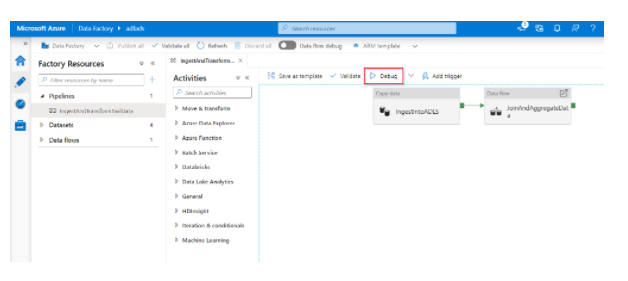 Microsoft Azure | Data Factory ▸ adfads
Search resources
Data Factory
Publish all
Validate all
Refresh
Discard all
Data flow debug
ARM template
Factory Resources
Filter resources by name
Pipelines 1
IngestAndTransformTaxiData
Datasets 4
Data flows 1
IngestAndTransform...
Activities
Search activities
Move & transform
Azure Data Explorer
Azure Function
Batch Service
Databricks
Data Lake Analytics
General
HDInsight
Iteration & conditionals
Machine Learning
Save as template
Validate
Debug
Add trigger
Copy data
IngestIntoADLS
Data flow
JoinAndAggregateDat
a